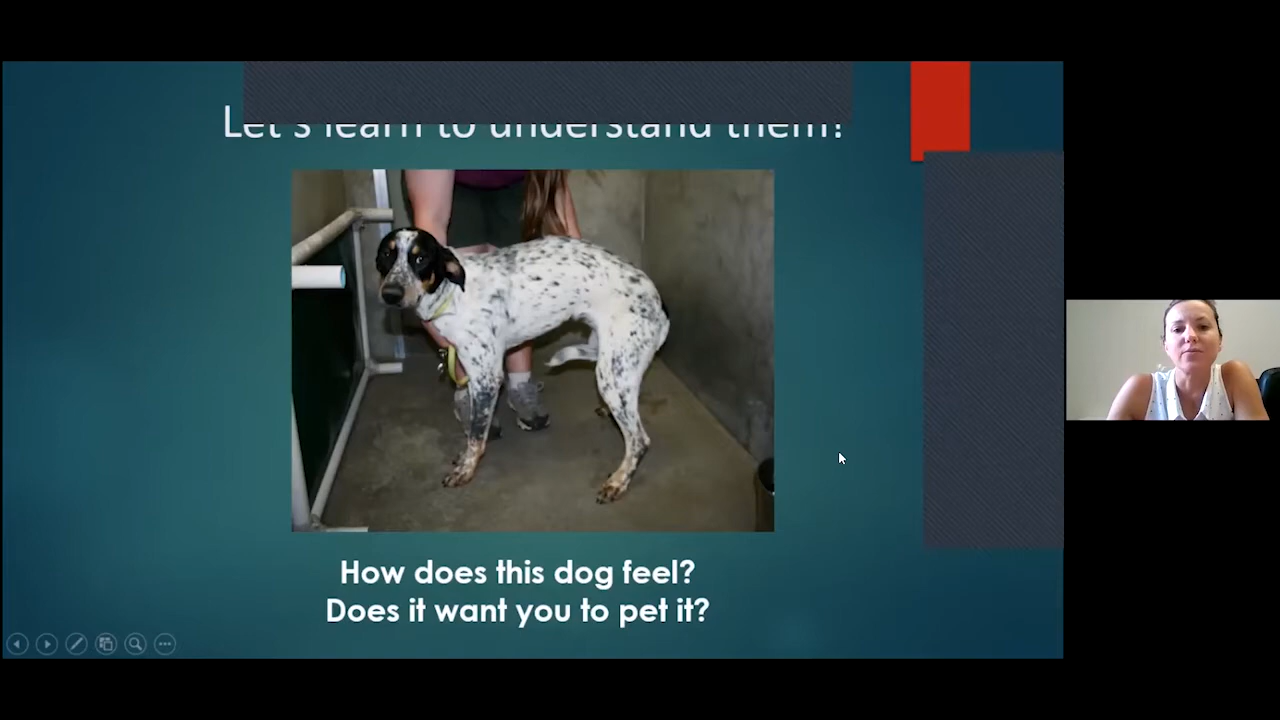 Let's learn to understand them!
How does this dog feel?
Does it want you to pet it?